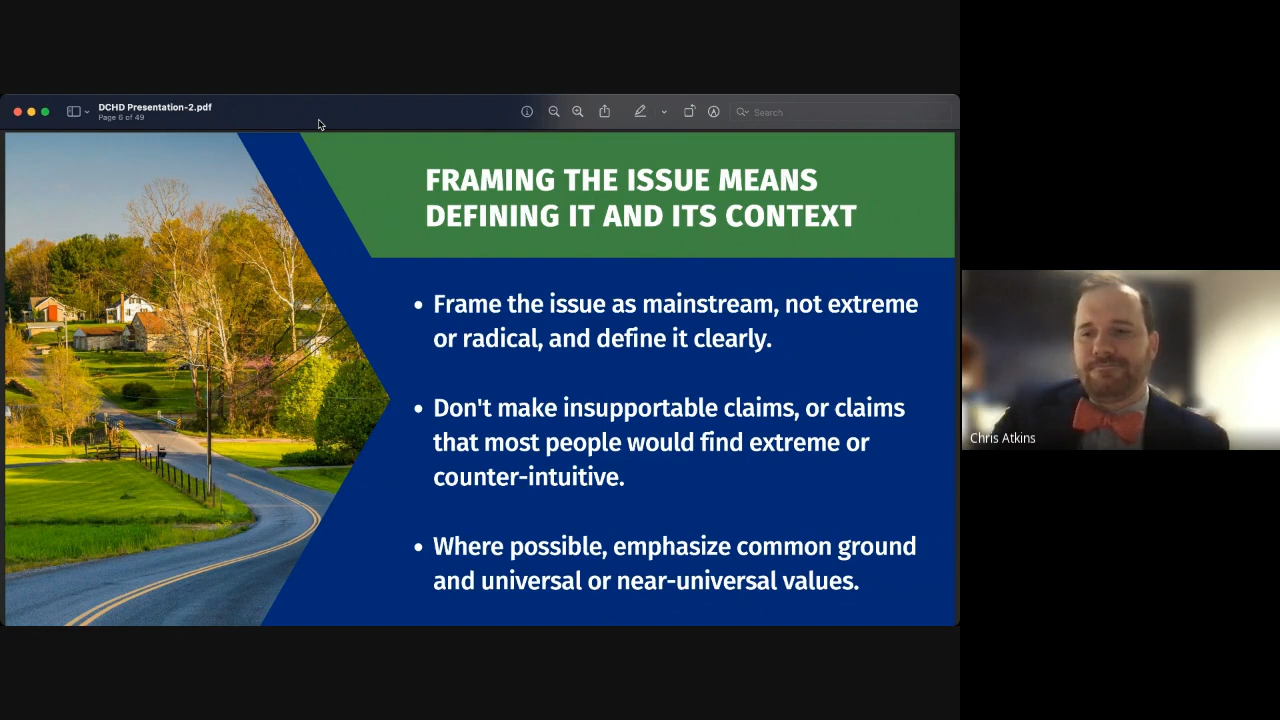 DCHD Presentation-2.pdf
Page 6 of 49
Search
FRAMING THE ISSUE MEANS
DEFINING IT AND ITS CONTEXT
• Frame the issue as mainstream, not extreme
or radical, and define it clearly.
• Don't make insupportable claims, or claims
that most people would find extreme or
counter-intuitive.
• Where possible, emphasize common ground
and universal or near-universal values.
Chris Atkins